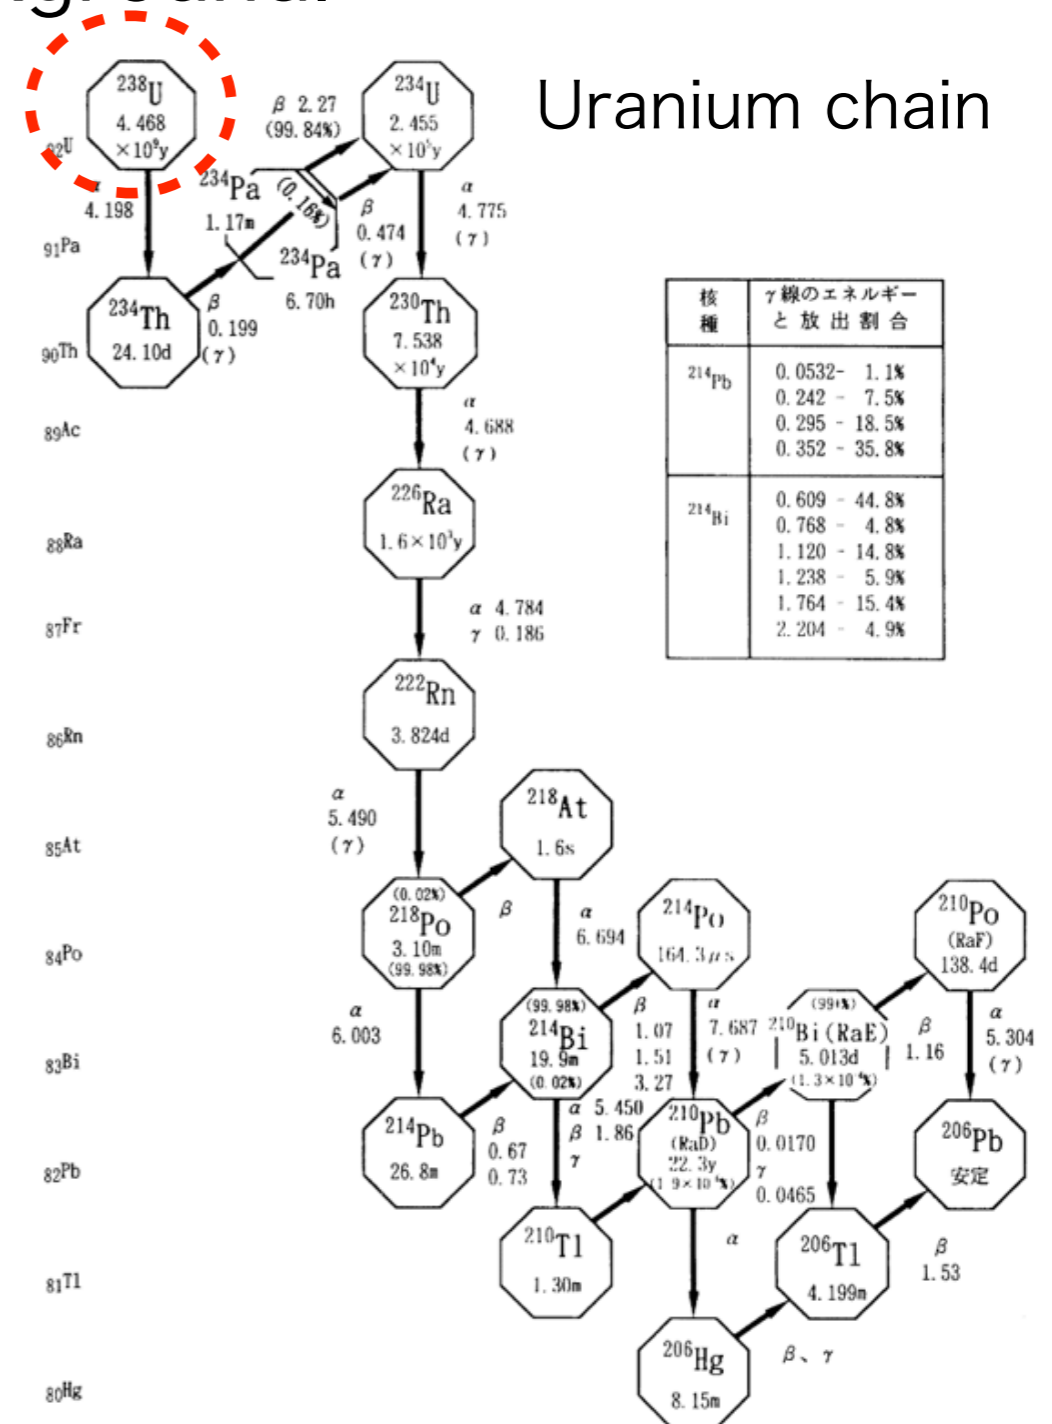 Uranium chain
238U
4.468
×10⁹y
92U
α
4.198
β 2.27
(99.84%)
234U
2.455
×10⁵y
234Pa
1.17m
(0.16%)
β
0.474
(γ)
α
4.775
(γ)
91Pa
234Pa
6.70h
234Th
24.10d
β
0.199
(γ)
230Th
7.538
×10⁴y
90Th
α
4.688
(γ)
89Ac
226Ra
1.6×10³y
88Ra
α 4.784
γ 0.186
87Fr
222Rn
3.824d
86Rn
α
5.490
(γ)
218At
1.6s
85At
(0.02%)
218Po
3.10m
(99.98%)
β
α
6.694
214Po
164.3μs
210Po
(RaF)
138.4d
84Po
α
6.003
(99.98%)
214Bi
19.9m
(0.02%)
β
1.07
1.51
3.27
α
7.687
(γ)
(99+%)
210Bi(RaE)
5.013d
(1.3×10⁻⁴%)
β
1.16
α
5.304
(γ)
83Bi
214Pb
26.8m
β
0.67
0.73
α 5.450
β 1.86
γ
210Pb
(RaD)
22.3y
β
0.0170
γ
0.0465
206Pb
安定
82Pb
210Tl
1.30m
α
206Tl
4.199m
β
1.53
81Tl
206Hg
8.15m
β、γ
80Hg
核種 γ線のエネルギーと放出割合
214Pb 0.0532- 1.1%
0.242 - 7.5%
0.295 - 18.5%
0.352 - 35.8%
214Bi 0.609 - 44.8%
0.768 - 4.8%
1.120 - 14.8%
1.238 - 5.9%
1.764 - 15.4%
2.204 - 4.9%